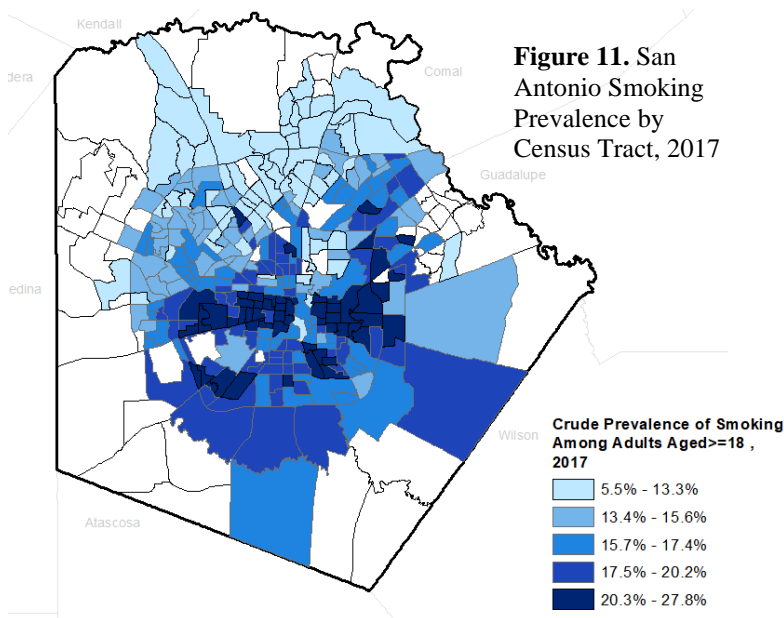 Kendall
dera
Comal
Figure 11. San
Antonio Smoking
Prevalence by
Census Tract, 2017
Guadalupe
edina
Wilson
Atascosa
Crude Prevalence of Smoking
Among Adults Aged>=18 ,
2017
5.5% - 13.3%
13.4% - 15.6%
15.7% - 17.4%
17.5% - 20.2%
20.3% - 27.8%